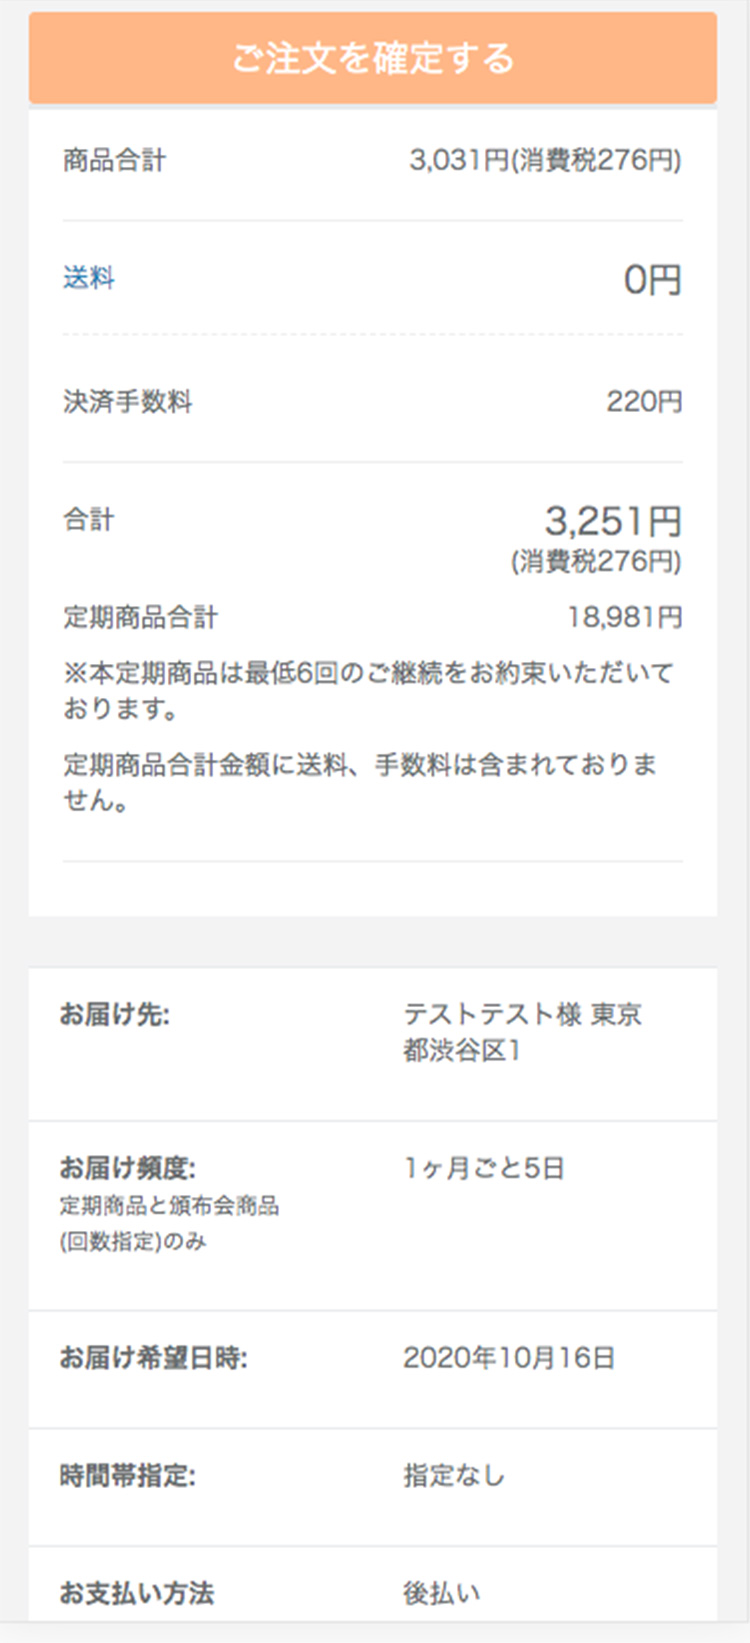 ご注文を確定する
商品合計 3,031円(消費税276円)
送料 0円
決済手数料 220円
合計 3,251円
(消費税276円)
定期商品合計 18,981円
※本定期商品は最低6回のご継続をお約束いただいて
おります。
定期商品合計金額に送料、手数料は含まれておりま
せん。
お届け先: テストテスト様 東京
都渋谷区1
お届け頻度: 1ヶ月ごと5日
定期商品と頒布会商品
(回数指定)のみ
お届け希望日時: 2020年10月16日
時間帯指定: 指定なし
お支払い方法 後払い